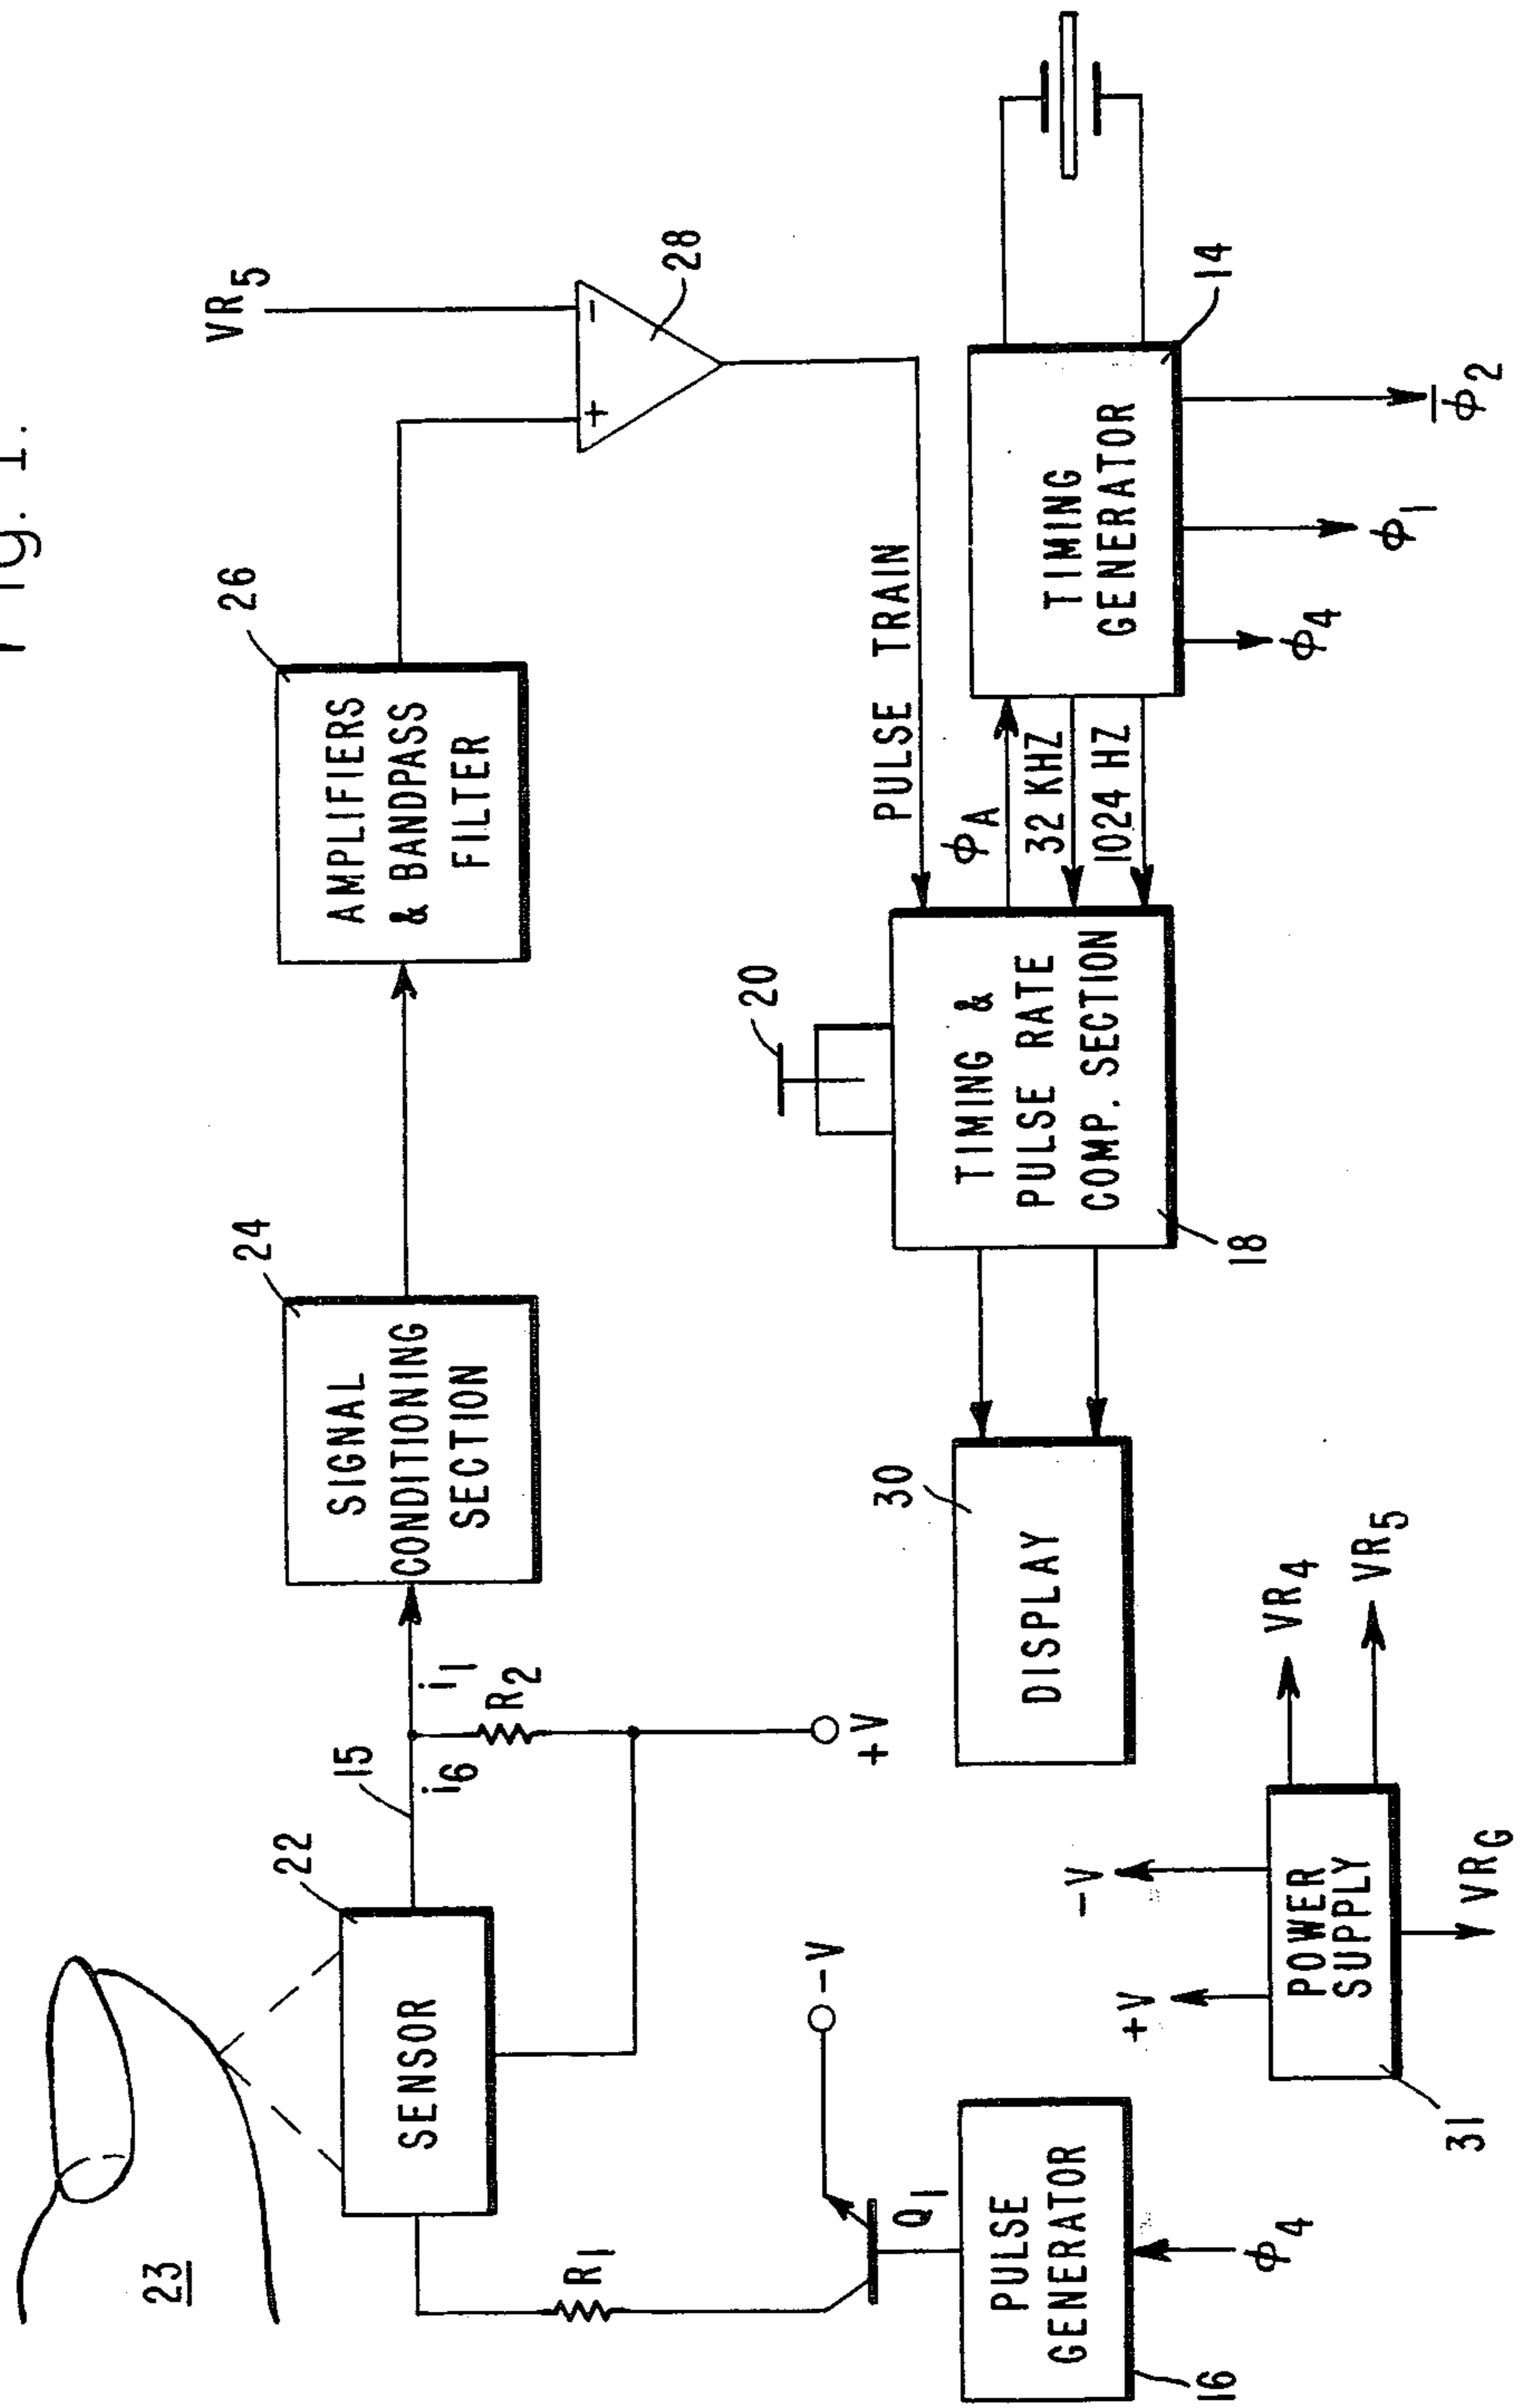 Fig. 1.
23
22
SENSOR
15
i6
i1
R2
+V
24
SIGNAL
CONDITIONING
SECTION
26
AMPLIFIERS
& BANDPASS
FILTER
VR5
+
-
28
R1
-V
Q1
PULSE
GENERATOR
16
ϕ4
30
DISPLAY
20
TIMING &
PULSE RATE
COMP. SECTION
18
PULSE TRAIN
ϕA
32 KHZ
1024 HZ
TIMING
GENERATOR
14
ϕ4
ϕ1
ϕ̅2
+V
-V
POWER
SUPPLY
31
VR4
VR5
VRG